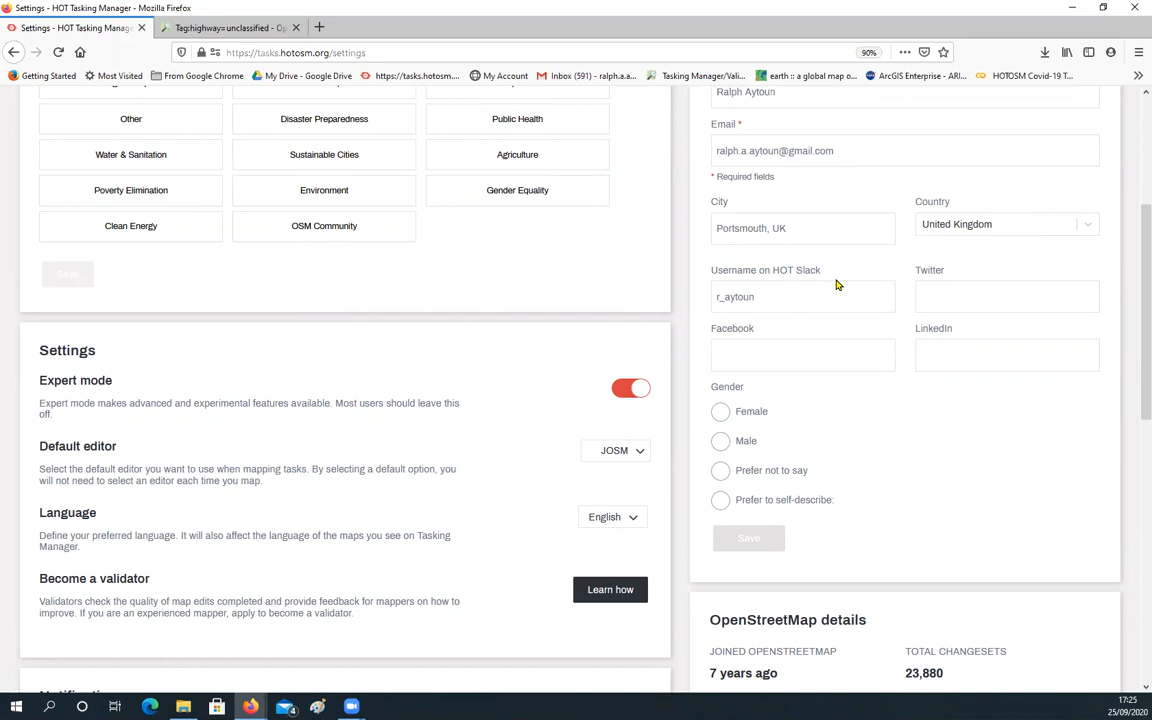 Settings - HOT Tasking Manager — Mozilla Firefox
Settings - HOT Tasking Manag
Tag:highway=unclassified - Op
https://tasks.hotosm.org/settings
90%
Getting Started
Most Visited
From Google Chrome
My Drive - Google Drive
https://tasks.hotosm....
My Account
Inbox (591) - ralph.a.a...
Tasking Manager/Vali...
earth :: a global map o...
ArcGIS Enterprise - ARI...
HOTOSM Covid-19 T...
Other
Disaster Preparedness
Public Health
Water & Sanitation
Sustainable Cities
Agriculture
Poverty Elimination
Environment
Gender Equality
Clean Energy
OSM Community
Save
Settings
Expert mode
Expert mode makes advanced and experimental features available. Most users should leave this
off.
Default editor
JOSM
Select the default editor you want to use when mapping tasks. By selecting a default option, you
will not need to select an editor each time you map.
Language
English
Define your preferred language. It will also affect the language of the maps you see on Tasking
Manager.
Become a validator
Learn how
Validators check the quality of map edits completed and provide feedback for mappers on how to
improve. If you are an experienced mapper, apply to become a validator.
Ralph Aytoun
Email *
ralph.a.aytoun@gmail.com
* Required fields
City
Country
Portsmouth, UK
United Kingdom
Username on HOT Slack
Twitter
r_aytoun
Facebook
LinkedIn
Gender
Female
Male
Prefer not to say
Prefer to self-describe:
Save
OpenStreetMap details
JOINED OPENSTREETMAP
TOTAL CHANGESETS
7 years ago
23,880
4
17:25
25/09/2020